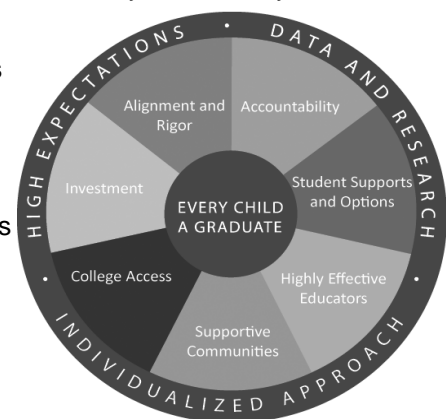 HIGH EXPECTATIONS
DATA AND RESEARCH
INDIVIDUALIZED APPROACH
Alignment and
Rigor
Accountability
Student Supports
and Options
Highly Effective
Educators
Supportive
Communities
College Access
Investment
EVERY CHILD
A GRADUATE
s
s